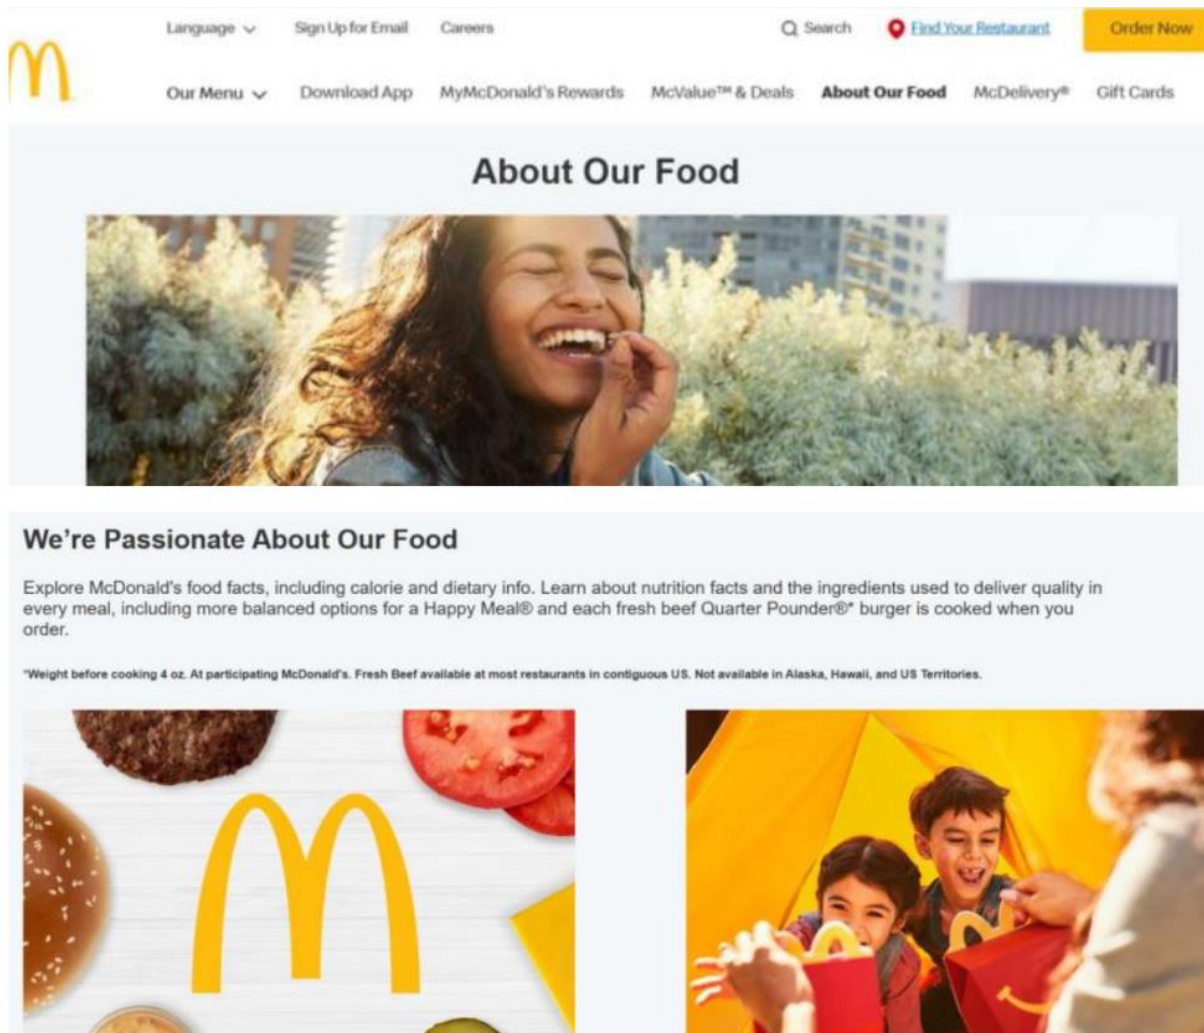 Language Sign Up for Email Careers Search Find Your Restaurant Order Now
Our Menu Download App MyMcDonald's Rewards McValue™ & Deals About Our Food McDelivery® Gift Cards
About Our Food
We're Passionate About Our Food
Explore McDonald's food facts, including calorie and dietary info. Learn about nutrition facts and the ingredients used to deliver quality in
every meal, including more balanced options for a Happy Meal® and each fresh beef Quarter Pounder®* burger is cooked when you
order.
*Weight before cooking 4 oz. At participating McDonald's. Fresh Beef available at most restaurants in contiguous US. Not available in Alaska, Hawaii, and US Territories.